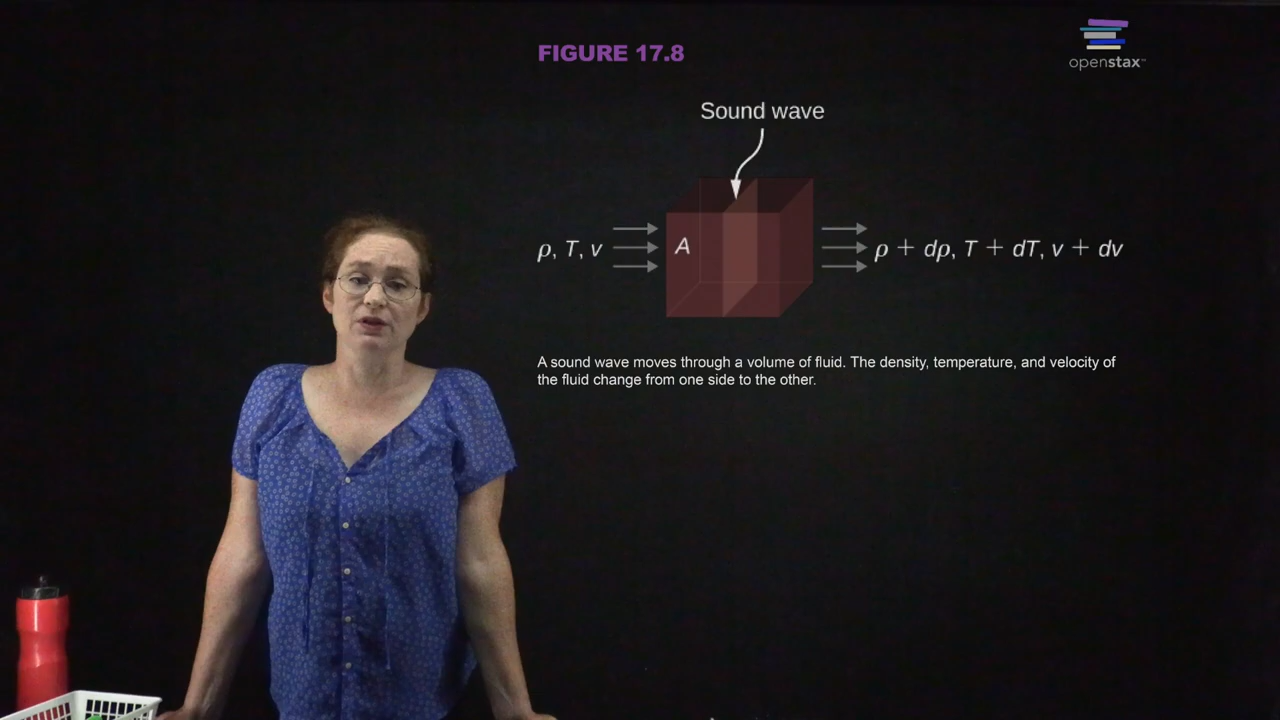 FIGURE 17.8
openstax™
Sound wave
ρ, T, v
A
ρ + dρ, T + dT, v + dv
A sound wave moves through a volume of fluid. The density, temperature, and velocity of
the fluid change from one side to the other.